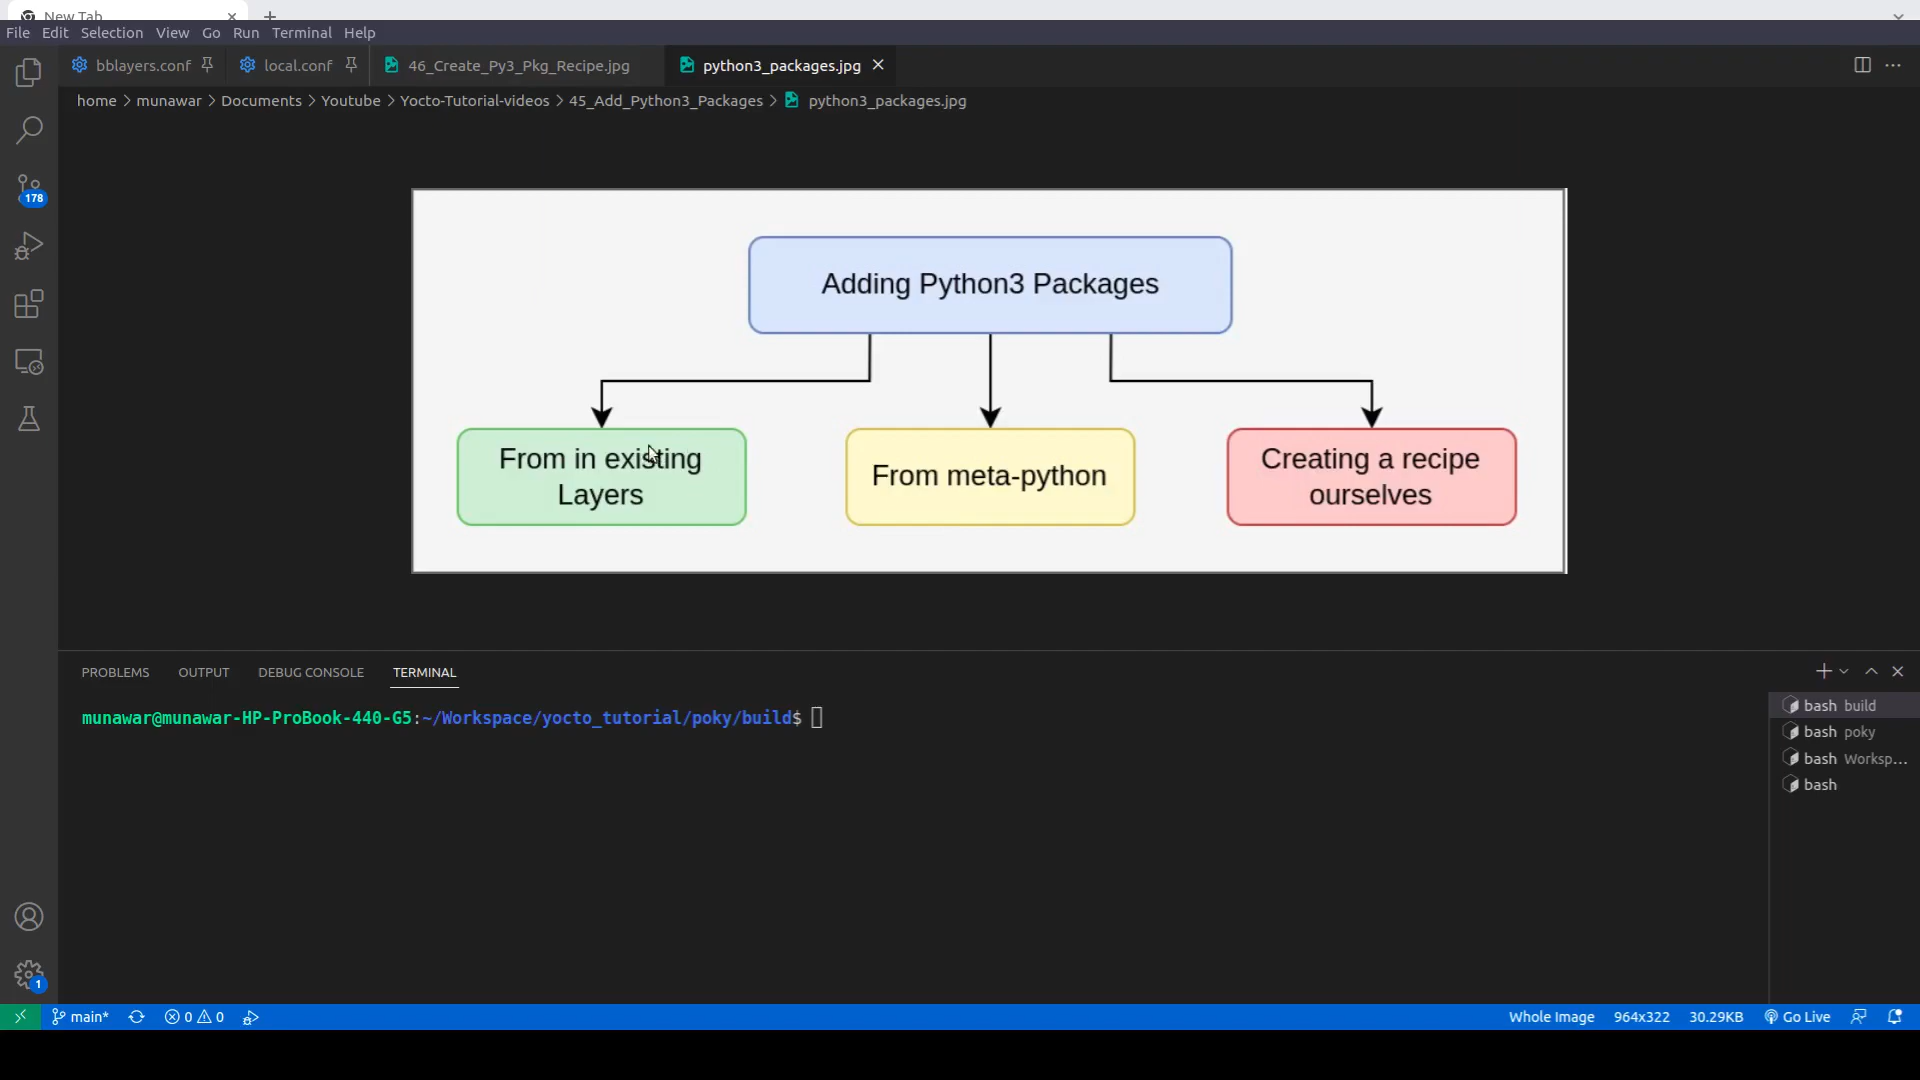 New Tab
File Edit Selection View Go Run Terminal Help
bblayers.conf local.conf 46_Create_Py3_Pkg_Recipe.jpg python3_packages.jpg
home > munawar > Documents > Youtube > Yocto-Tutorial-videos > 45_Add_Python3_Packages > python3_packages.jpg
178
Adding Python3 Packages
From in existing
Layers
From meta-python
Creating a recipe
ourselves
PROBLEMS OUTPUT DEBUG CONSOLE TERMINAL
munawar@munawar-HP-ProBook-440-G5:~/Workspace/yocto_tutorial/poky/build$
bash build
bash poky
bash Worksp...
bash
1
main* 0 0 Whole Image 964x322 30.29KB Go Live